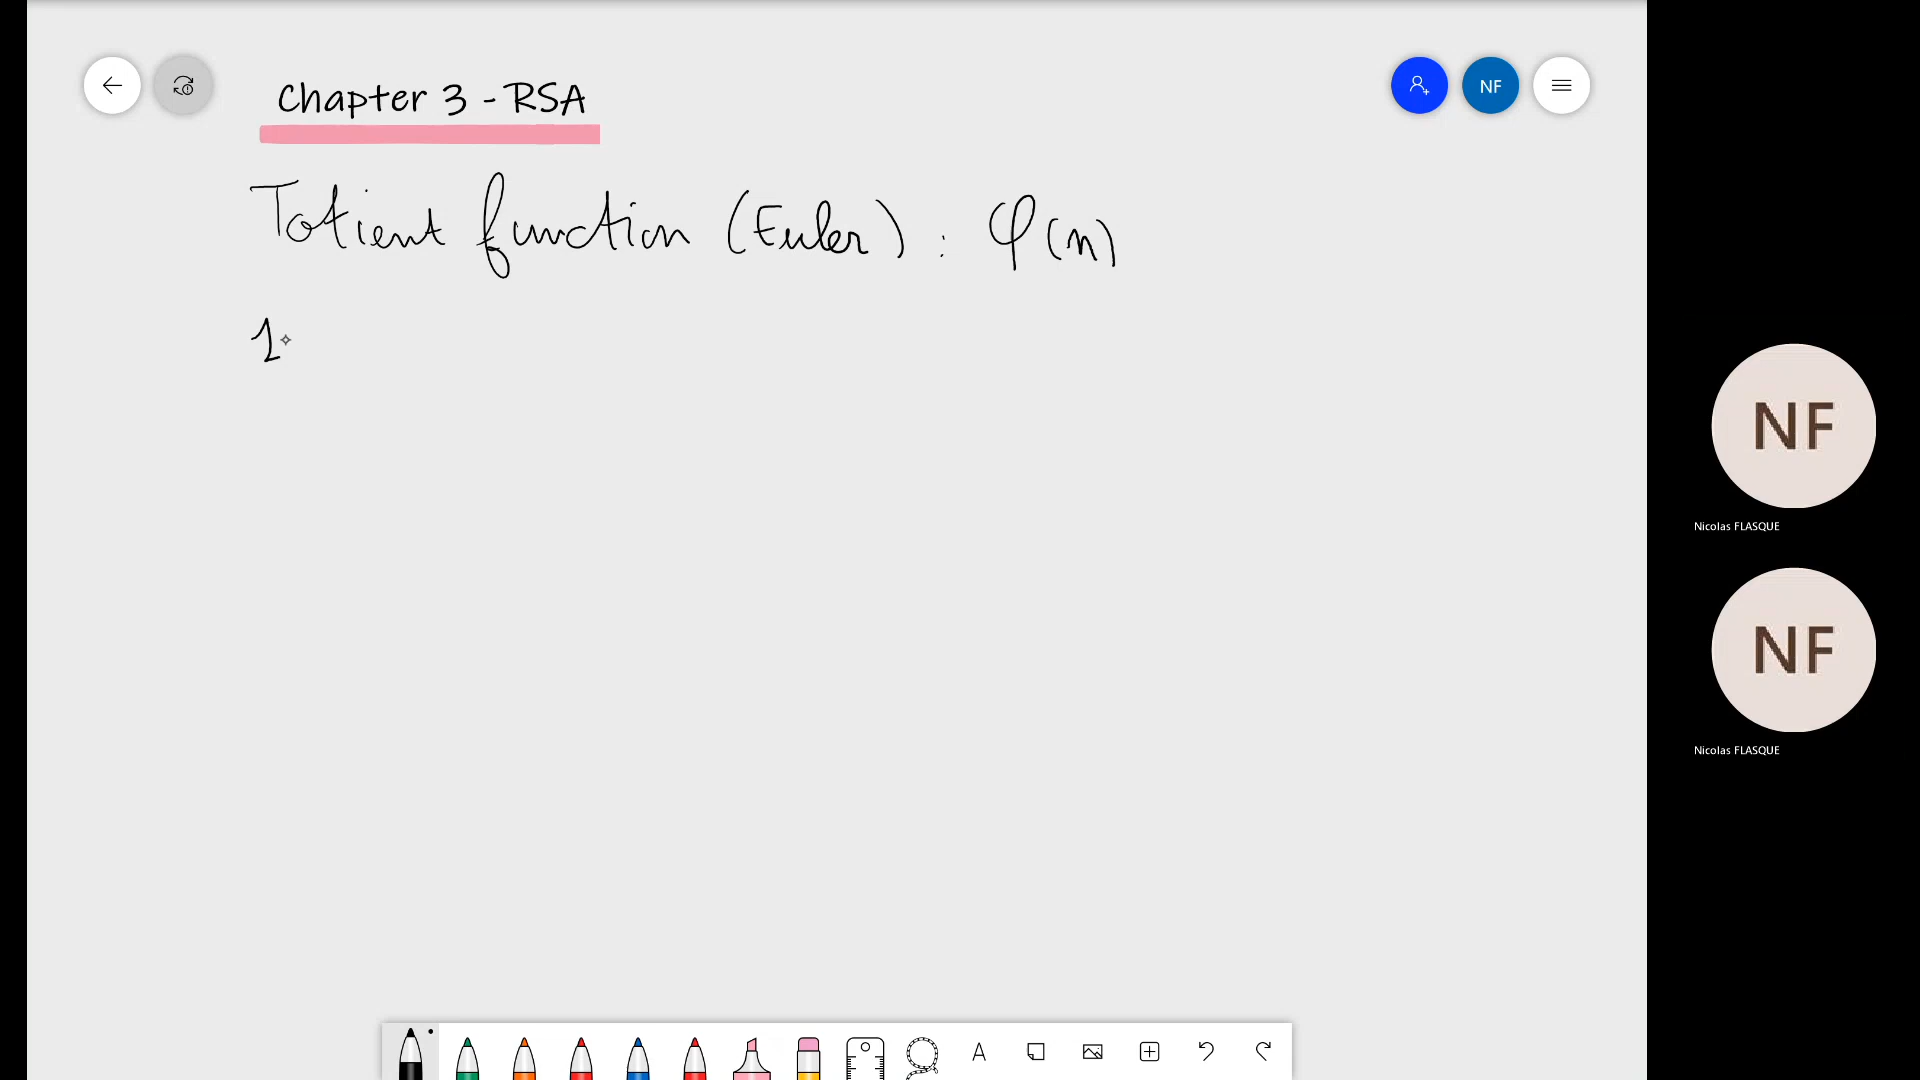 Chapter 3 - RSA
NF
Totient function (Euler) : φ(n)
1
NF
Nicolas FLASQUE
NF
Nicolas FLASQUE
A